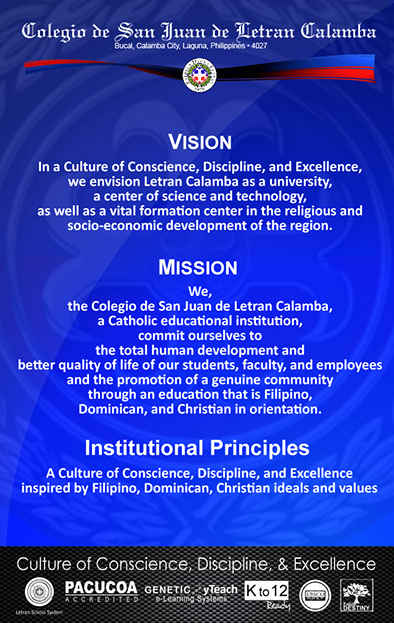 Colegio de San Juan de Letran Calamba
Bucal, Calamba City, Laguna, Philippines • 4027
VISION
In a Culture of Conscience, Discipline, and Excellence,
we envision Letran Calamba as a university,
a center of science and technology,
as well as a vital formation center in the religious and
socio-economic development of the region.
MISSION
We,
the Colegio de San Juan de Letran Calamba,
a Catholic educational institution,
commit ourselves to
the total human development and
better quality of life of our students, faculty, and employees
and the promotion of a genuine community
through an education that is Filipino,
Dominican, and Christian in orientation.
Institutional Principles
A Culture of Conscience, Discipline, and Excellence
inspired by Filipino, Dominican, Christian ideals and values
Culture of Conscience, Discipline, & Excellence
Letran School System
PACUCOA
ACCREDITED
GENETIC yTeach
e-Learning Systems
K to 12
Ready
DESTINY